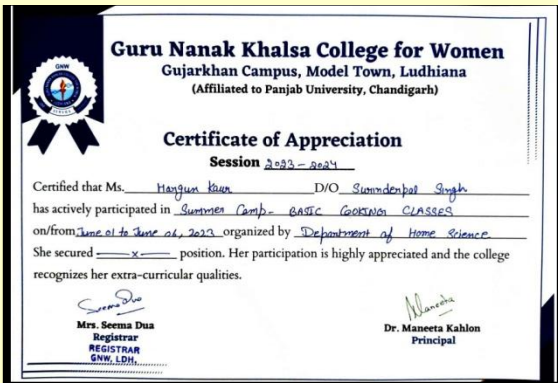 GNW
Guru Nanak Khalsa College for Women
Gujarkhan Campus, Model Town, Ludhiana
(Affiliated to Panjab University, Chandigarh)
Certificate of Appreciation
Session 2023-2024
Certified that Ms. Hargun Kaur D/O Surinderpal Singh
has actively participated in Summer Camp - BASIC COOKING CLASSES
on/from June 01 to June 06, 2023 organized by Department of Home Science
She secured —x— position. Her participation is highly appreciated and the college
recognizes her extra-curricular qualities.
Seema Dua
Maneeta
Mrs. Seema Dua
Registrar
REGISTRAR
GNW, LDH.
Dr. Maneeta Kahlon
Principal